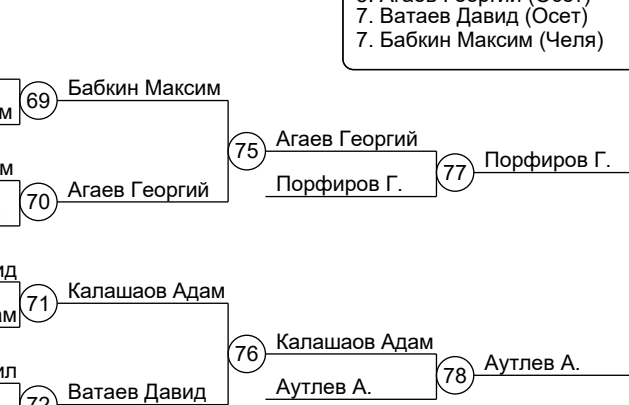 7. Ватаев Давид (Осет)
7. Бабкин Максим (Челя)
69
Бабкин Максим
75
Агаев Георгий
Порфиров Г.
77
Порфиров Г.
70
Агаев Георгий
71
Калашаов Адам
76
Калашаов Адам
Аутлев А.
78
Аутлев А.
72
Ватаев Давид